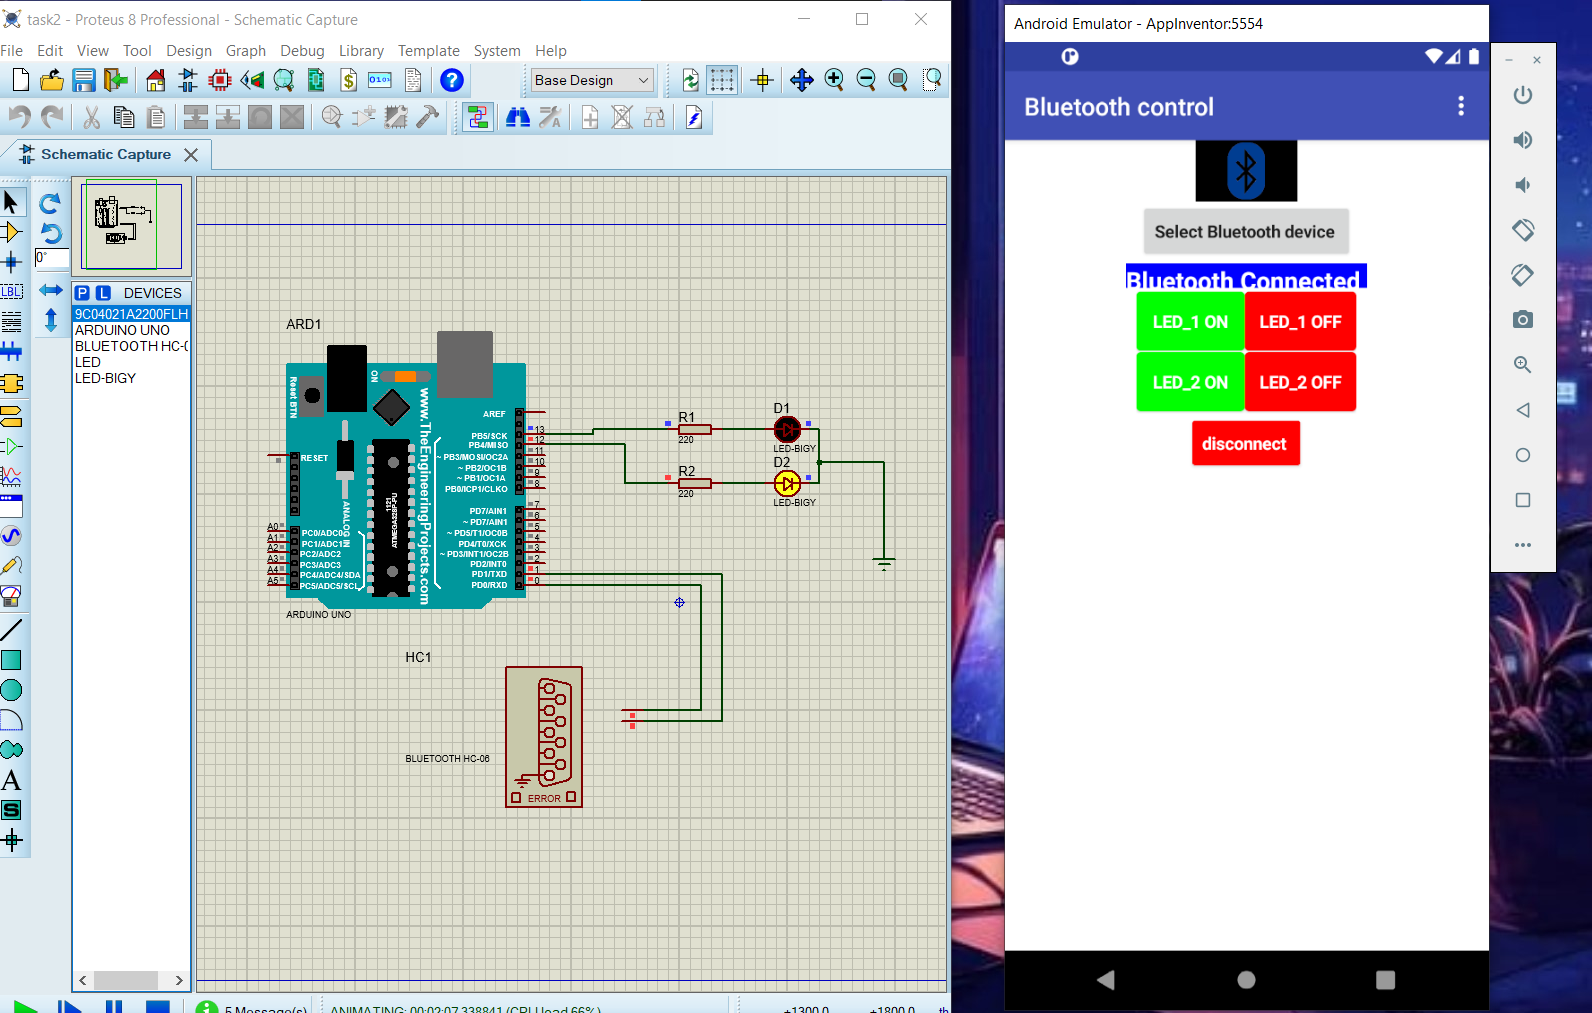 task2 - Proteus 8 Professional - Schematic Capture
File Edit View Tool Design Graph Debug Library Template System Help
Base Design
Schematic Capture
0°
LBL
P L DEVICES
9C04021A2200FLH
ARDUINO UNO
BLUETOOTH HC-0
LED
LED-BIGY
A
S
ARD1
Reset BTN
ON
www.TheEngineeringProjects.com
RESET
ANALOG IN
1121
ATMEGA328P-PU
AREF
PB5/SCK 13
PB4/MISO 12
~ PB3/MOSI/OC2A 11
~ PB2/OC1B 10
~ PB1/OC1A 9
PB0/ICP1/CLKO 8
PD7/AIN1 7
~ PD7/AIN1 6
~ PD5/T1/OC0B 5
PD4/T0/XCK 4
~ PD3/INT1/OC2B 3
PD2/INT0 2
PD1/TXD 1
PD0/RXD 0
A0 PC0/ADC0
A1 PC1/ADC1
A2 PC2/ADC2
A3 PC3/ADC3
A4 PC4/ADC4/SDA
A5 PC5/ADC5/SCL
ARDUINO UNO
R1
220
R2
220
D1
LED-BIGY
D2
LED-BIGY
HC1
BLUETOOTH HC-06
ERROR
5 Message(s)
ANIMATING: 00:02:07.338841 (CPU load 66%)
+1300.0 +1800.0 th
Android Emulator - AppInventor:5554
Bluetooth control
Select Bluetooth device
Bluetooth Connected
LED_1 ON LED_1 OFF
LED_2 ON LED_2 OFF
disconnect